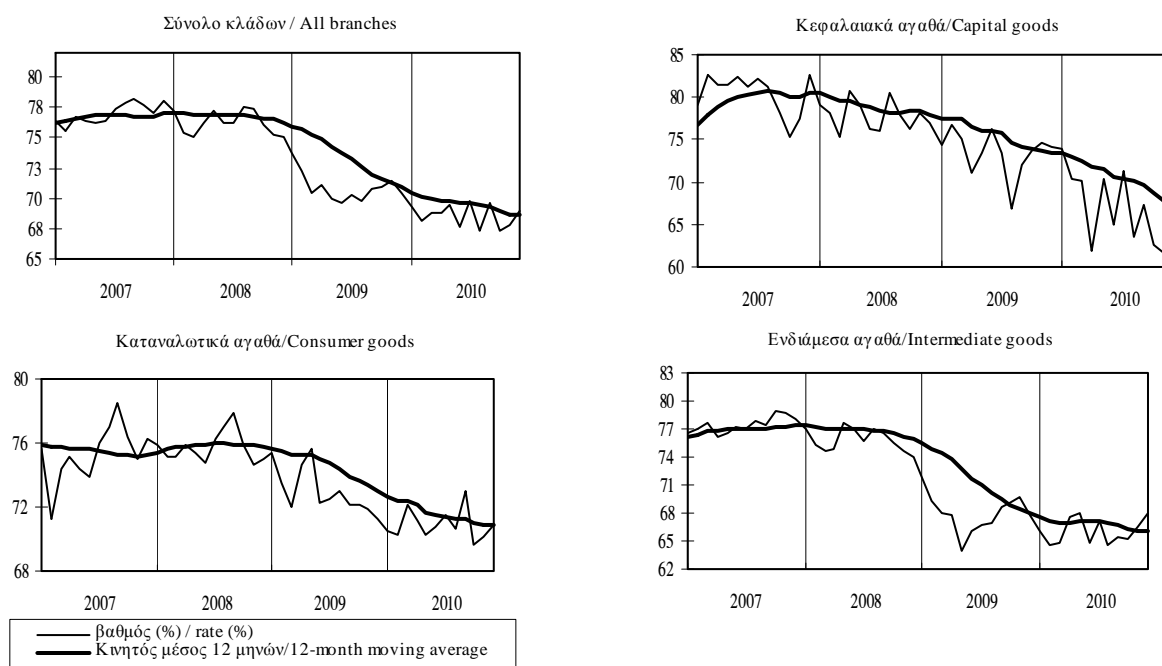 Σύνολο κλάδων / All branches
80
78
75
73
70
68
65
2007 2008 2009 2010
Κεφαλαιακά αγαθά/Capital goods
85
80
75
70
65
60
2007 2008 2009 2010
Καταναλωτικά αγαθά/Consumer goods
80
76
72
68
2007 2008 2009 2010
Ενδιάμεσα αγαθά/Intermediate goods
83
80
77
74
71
68
65
62
2007 2008 2009 2010
βαθμός (%) / rate (%)
Κινητός μέσος 12 μηνών/12-month moving average